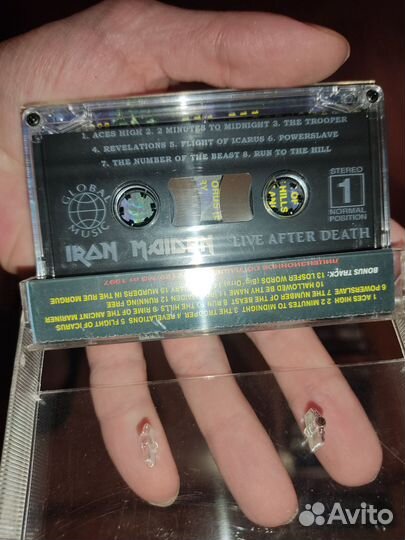 1. ACES HIGH 2. 2 MINUTES TO MIDNIGHT 3. THE TROOPER
4. REVELATIONS 5. FLIGHT OF ICARUS 6. POWERSLAVE
7. THE NUMBER OF THE BEAST 8. RUN TO THE HILL
GLOBAL
MUSIC
STEREO
1
NORMAL
POSITION
IRON MAIDEN LIVE AFTER DEATH
HILLS
1997
1 ACES HIGH 2 2 MINUTES TO MIDNIGHT 3 THE TROOPER 4 REVELATIONS 5 FLIGHT OF ICARUS
6 POWERSLAVE 7 THE NUMBER OF THE BEAST 8 RUN TO THE HILLS 9 RIME OF THE ANCIENT MARINER
10 HALLOWED BE THY NAME 11 MAIDEN 12 RUNNING FREE
BONUS TRACK: 13 WORDS 15 MURDERS IN THE RUE MORGUE
Avito